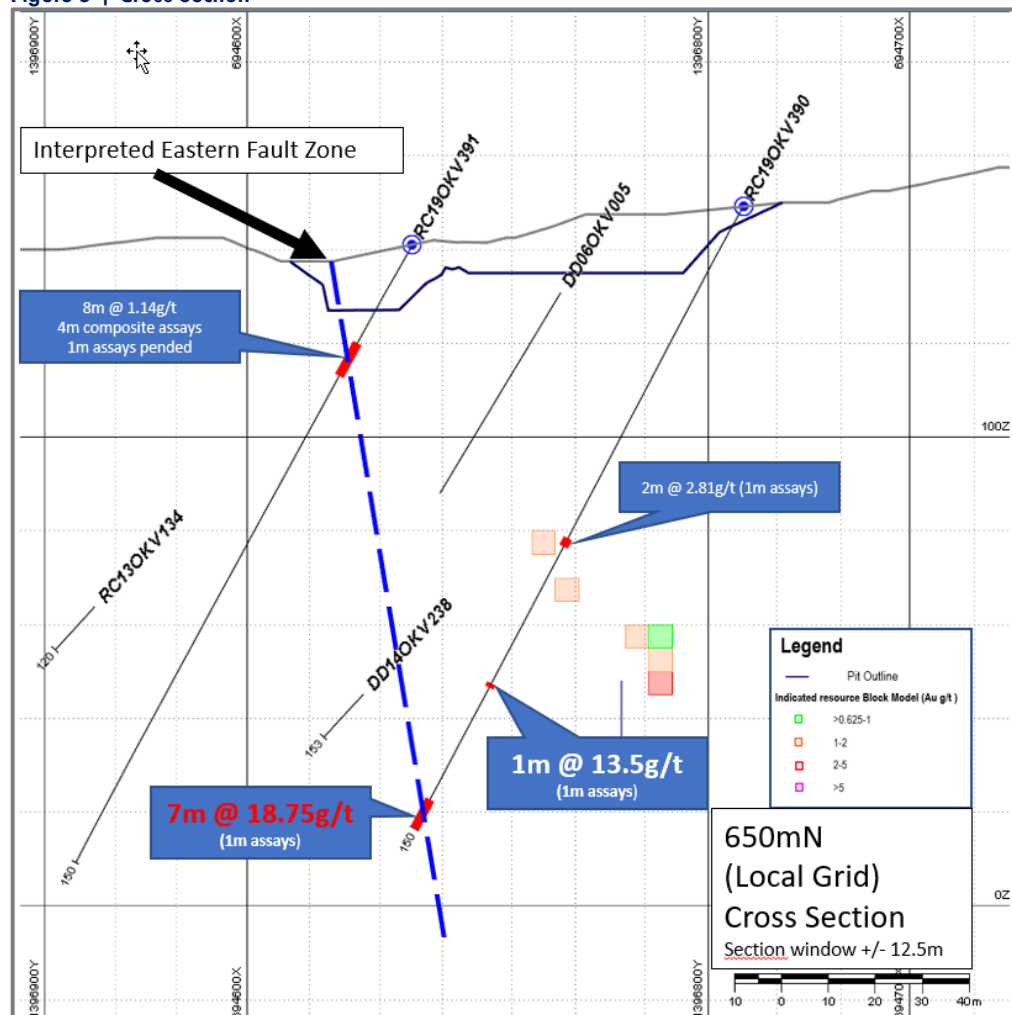 Figure 3 | Cross Section
1396900Y
694600X
1396800Y
694700X
Interpreted Eastern Fault Zone
RC19OKV391
DD06OKV005
RC19OKV390
8m @ 1.14g/t
4m composite assays
1m assays pended
100Z
2m @ 2.81g/t (1m assays)
RC13OKV134
120
DD14OKV238
153
1m @ 13.5g/t
(1m assays)
7m @ 18.75g/t
(1m assays)
150
150
Legend
Pit Outline
Indicated resource Block Model (Au g/t )
>0.625-1
1-2
2-5
>5
650mN
(Local Grid)
Cross Section
Section window +/- 12.5m
0Z
1396900Y
694600X
1396800Y
10 0 10 20 30 40m